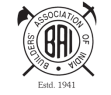 BUILDERS' ASSOCIATION OF INDIA
BAI
Estd. 1941